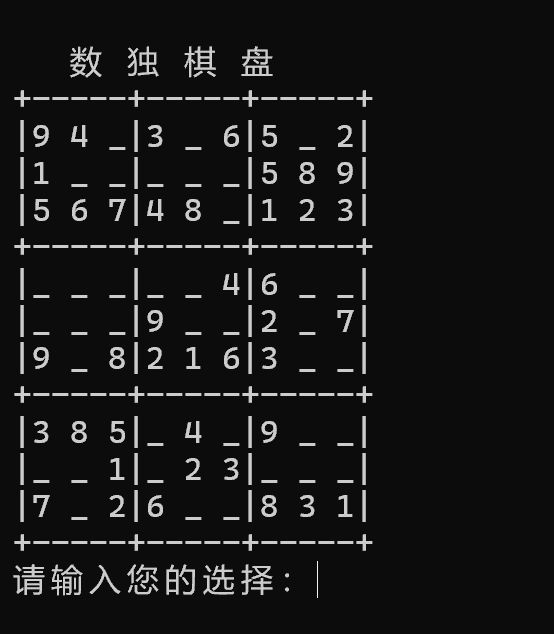 数 独 棋 盘
+-----+-----+-----+
|9 4 _|3 _ 6|5 _ 2|
|1 _ _|_ _ _|5 8 9|
|5 6 7|4 8 _|1 2 3|
+-----+-----+-----+
|_ _ _|_ _ 4|6 _ _|
|_ _ _|9 _ _|2 _ 7|
|9 _ 8|2 1 6|3 _ _|
+-----+-----+-----+
|3 8 5|_ 4 _|9 _ _|
|_ _ 1|_ 2 3|_ _ _|
|7 _ 2|6 _ _|8 3 1|
+-----+-----+-----+
请输入您的选择: